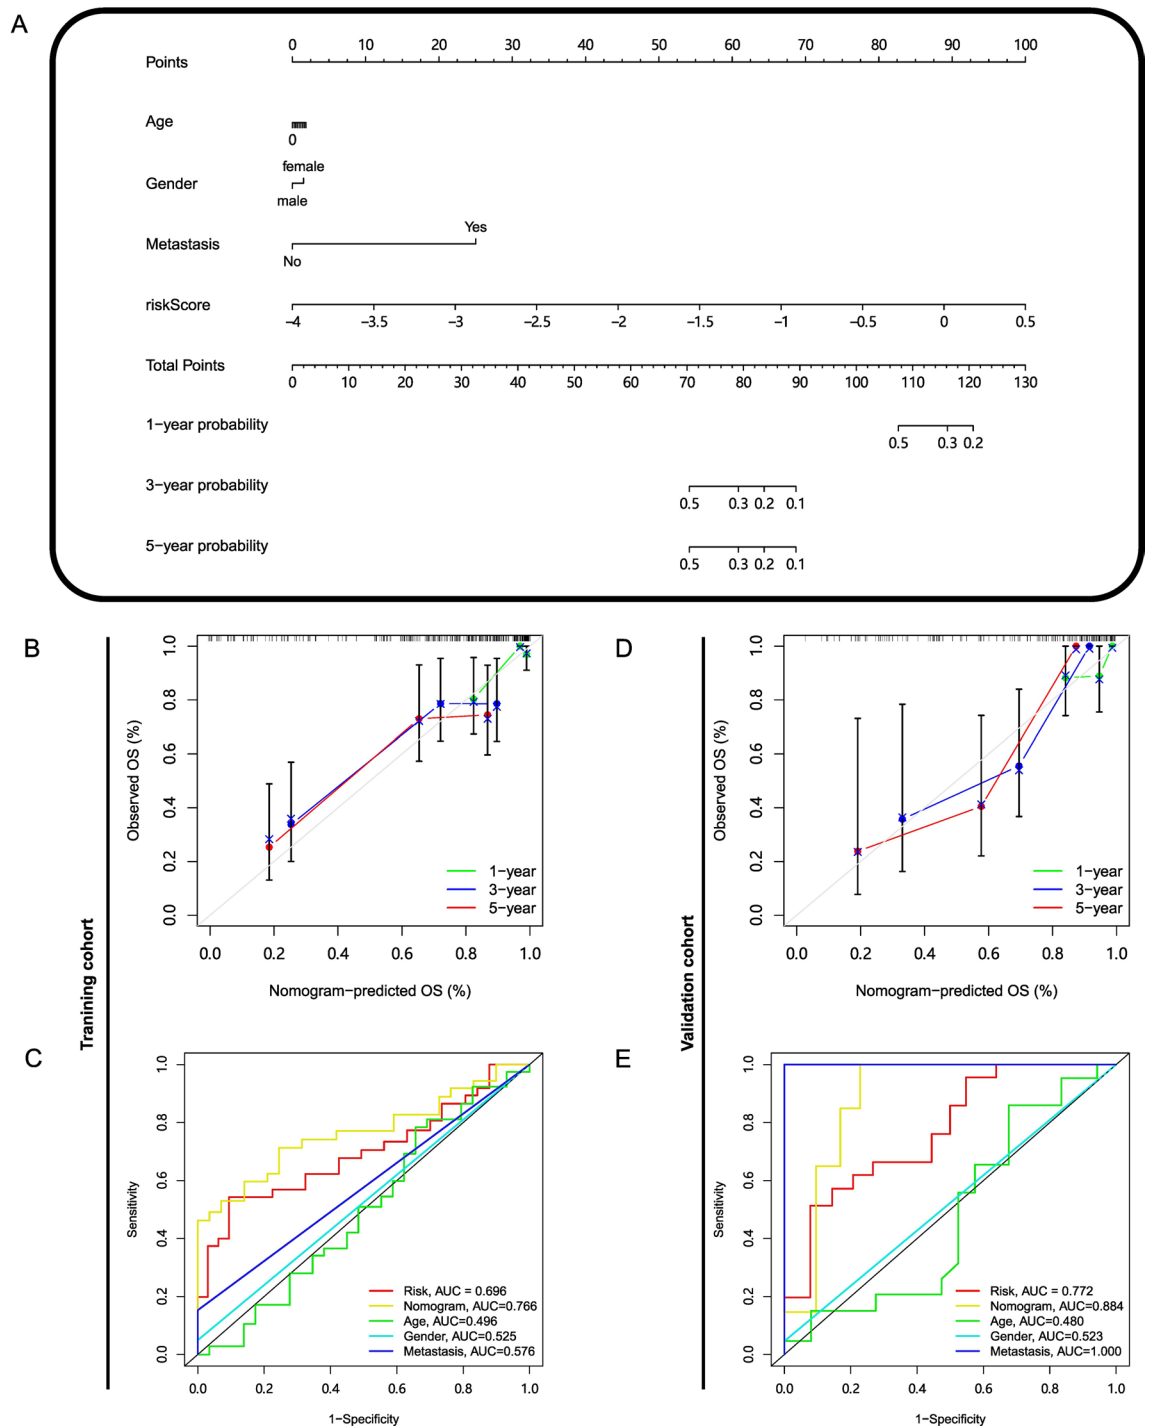 A
Points
0 10 20 30 40 50 60 70 80 90 100
Age
0
Gender
female
male
Metastasis
Yes
No
riskScore
−4 −3.5 −3 −2.5 −2 −1.5 −1 −0.5 0 0.5
Total Points
0 10 20 30 40 50 60 70 80 90 100 110 120 130
1−year probability
0.5 0.3 0.2
3−year probability
0.5 0.3 0.2 0.1
5−year probability
0.5 0.3 0.2 0.1
B
Tranining cohort
Observed OS (%)
1.0
0.8
0.6
0.4
0.2
0.0
1−year
3−year
5−year
0.0 0.2 0.4 0.6 0.8 1.0
Nomogram−predicted OS (%)
D
Validation cohort
Observed OS (%)
1.0
0.8
0.6
0.4
0.2
0.0
1−year
3−year
5−year
0.0 0.2 0.4 0.6 0.8 1.0
Nomogram−predicted OS (%)
C
Sensitivity
1.0
0.8
0.6
0.4
0.2
0.0
Risk, AUC = 0.696
Nomogram, AUC=0.766
Age, AUC=0.496
Gender, AUC=0.525
Metastasis, AUC=0.576
0.0 0.2 0.4 0.6 0.8 1.0
1−Specificity
E
Sensitivity
1.0
0.8
0.6
0.4
0.2
0.0
Risk, AUC = 0.772
Nomogram, AUC=0.884
Age, AUC=0.480
Gender, AUC=0.523
Metastasis, AUC=1.000
0.0 0.2 0.4 0.6 0.8 1.0
1−Specificity